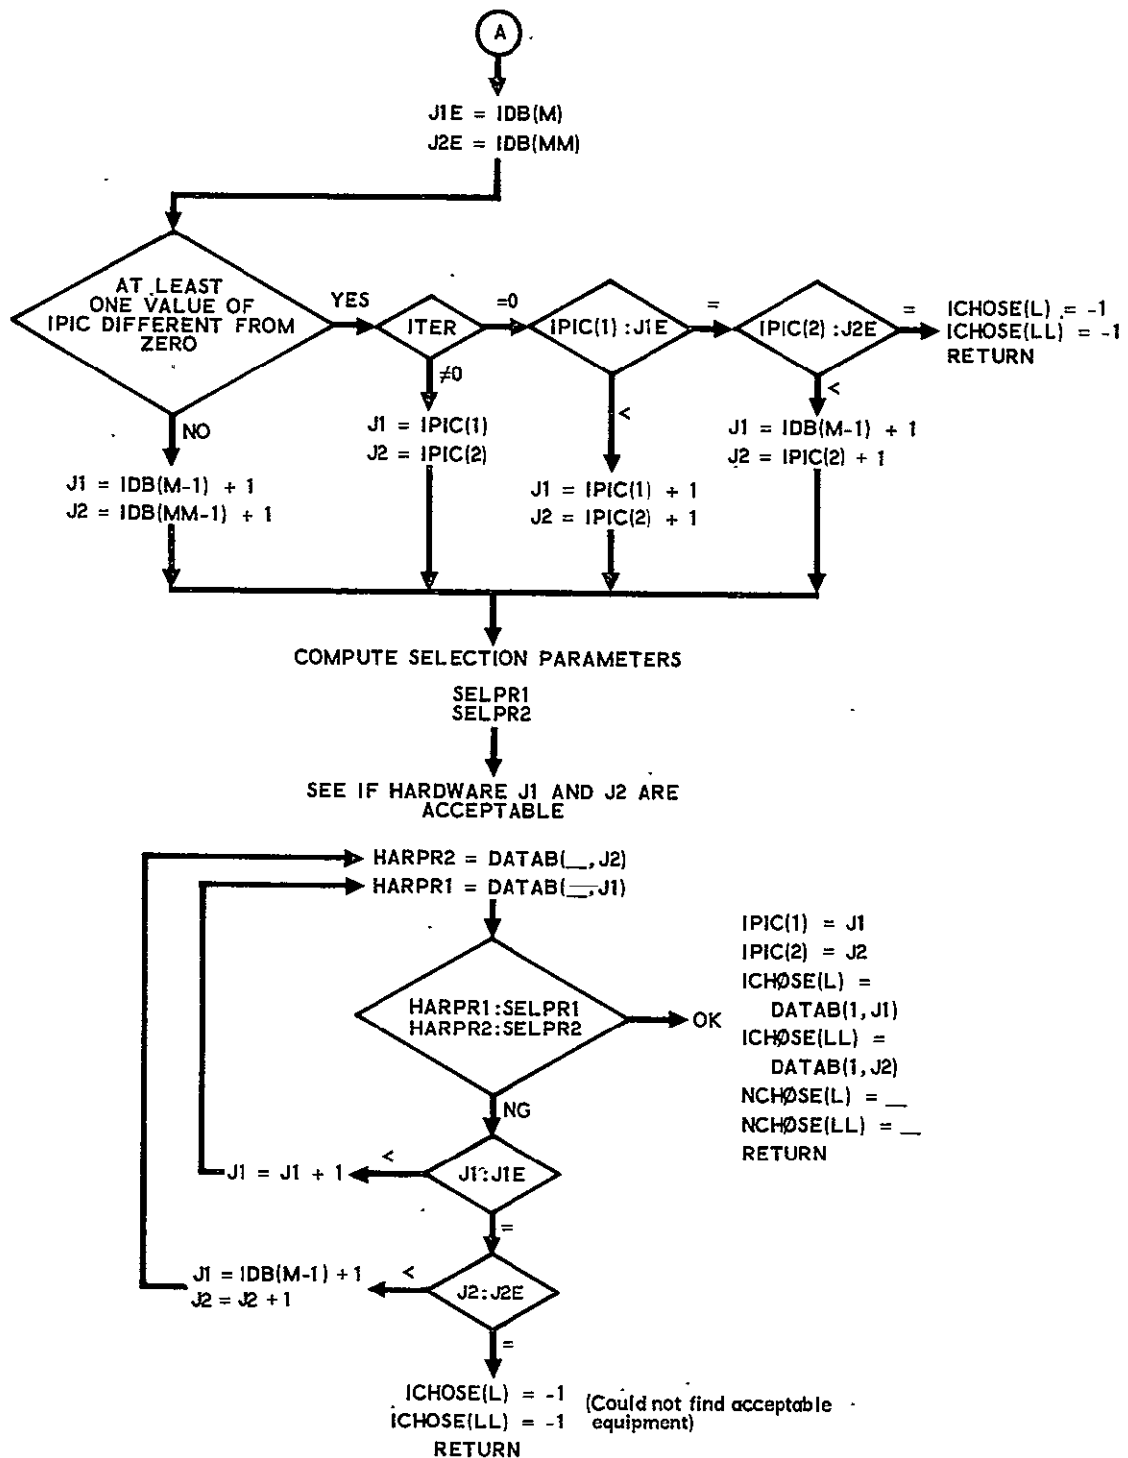 A
J1E = IDB(M)
J2E = IDB(MM)
AT LEAST
ONE VALUE OF
IPIC DIFFERENT FROM
ZERO
YES
ITER
=0
IPIC(1) : J1E
=
IPIC(2) : J2E
=
ICHOSE(L) = -1
ICHOSE(LL) = -1
RETURN
NO
J1 = IDB(M-1) + 1
J2 = IDB(MM-1) + 1
≠0
J1 = IPIC(1)
J2 = IPIC(2)
<
J1 = IPIC(1) + 1
J2 = IPIC(2) + 1
<
J1 = IDB(M-1) + 1
J2 = IPIC(2) + 1
COMPUTE SELECTION PARAMETERS
SELPR1
SELPR2
SEE IF HARDWARE J1 AND J2 ARE
ACCEPTABLE
HARPR2 = DATAB(__, J2)
HARPR1 = DATAB(__, J1)
HARPR1:SELPR1
HARPR2:SELPR2
OK
IPIC(1) = J1
IPIC(2) = J2
ICHØSE(L) =
DATAB(1, J1)
ICHØSE(LL) =
DATAB(1, J2)
NCHØSE(L) = __
NCHØSE(LL) = __
RETURN
NG
J1:J1E
<
J1 = J1 + 1
=
J2:J2E
<
J1 = IDB(M-1) + 1
J2 = J2 + 1
=
ICHOSE(L) = -1
ICHOSE(LL) = -1
RETURN
(Could not find acceptable
equipment)